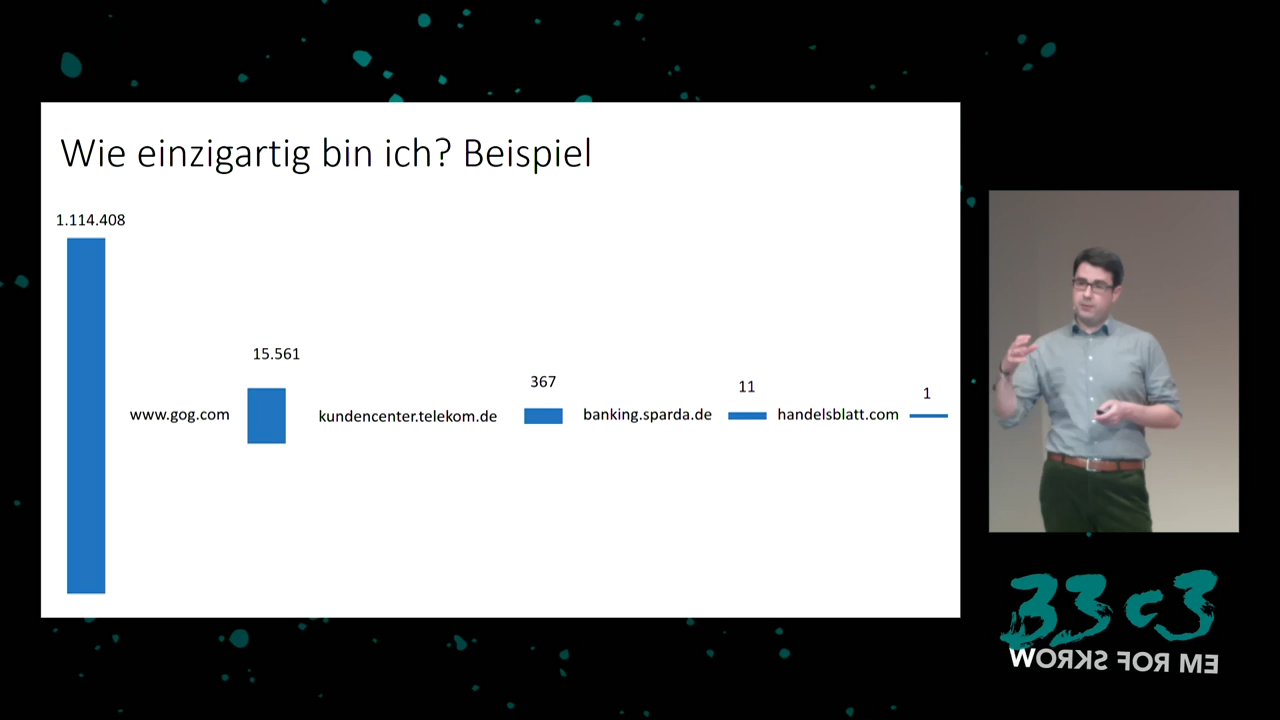 Wie einzigartig bin ich? Beispiel
1.114.408
15.561
367
11
1
www.gog.com
kundencenter.telekom.de
banking.sparda.de
handelsblatt.com
33c3
WORKS FOR ME